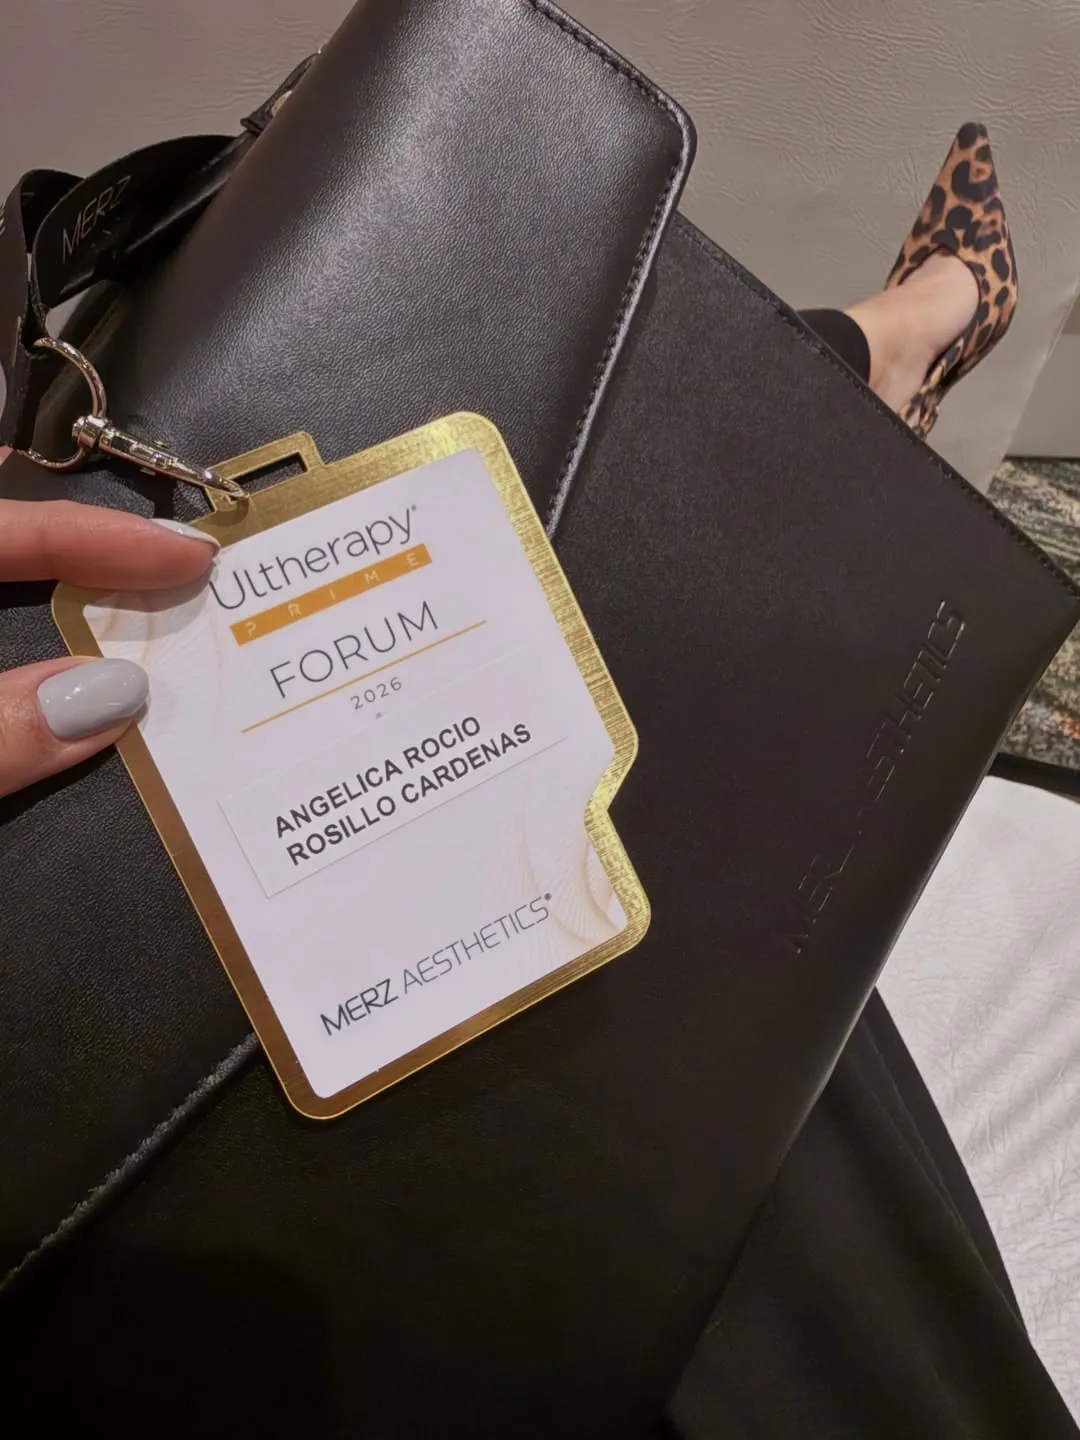 MERZ
Ultherapy®
PRIME
FORUM
2026
ANGELICA ROCIO
ROSILLO CARDENAS
MERZ AESTHETICS®
MERZ AESTHETICS